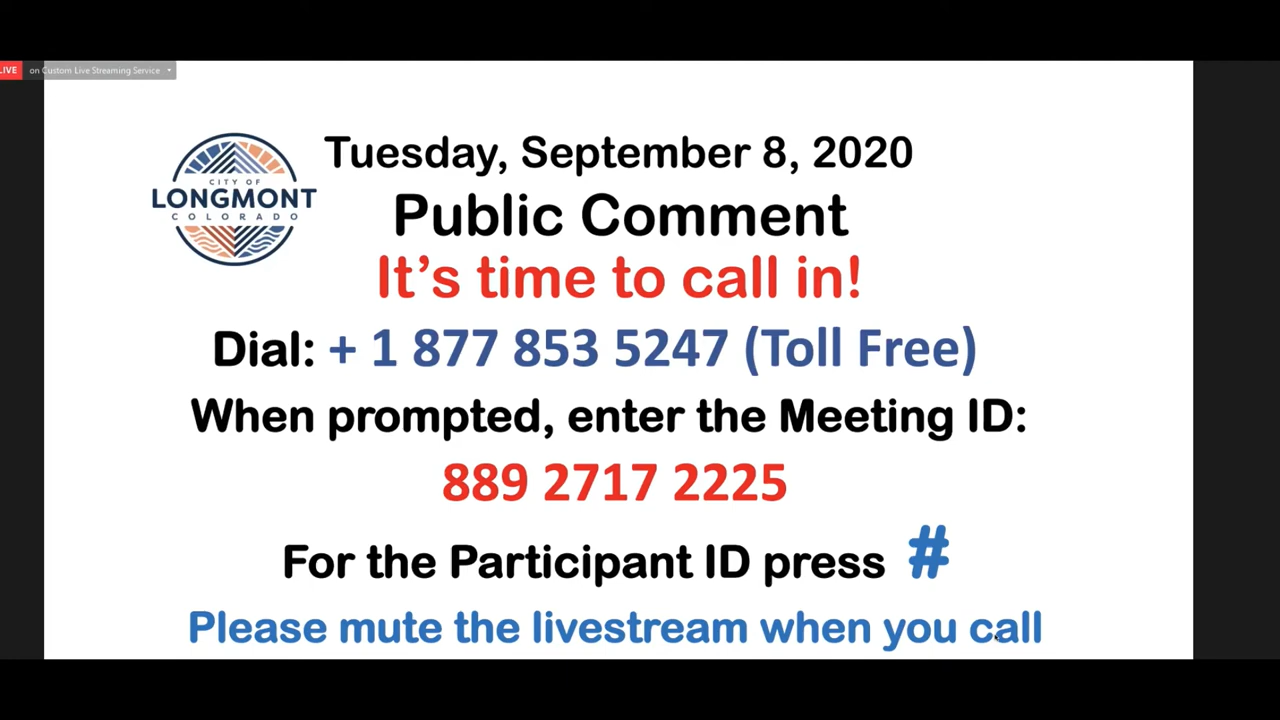 LIVE on Custom Live Streaming Service
CITY OF
LONGMONT
COLORADO
Tuesday, September 8, 2020
Public Comment
It's time to call in!
Dial: + 1 877 853 5247 (Toll Free)
When prompted, enter the Meeting ID:
889 2717 2225
For the Participant ID press #
Please mute the livestream when you call